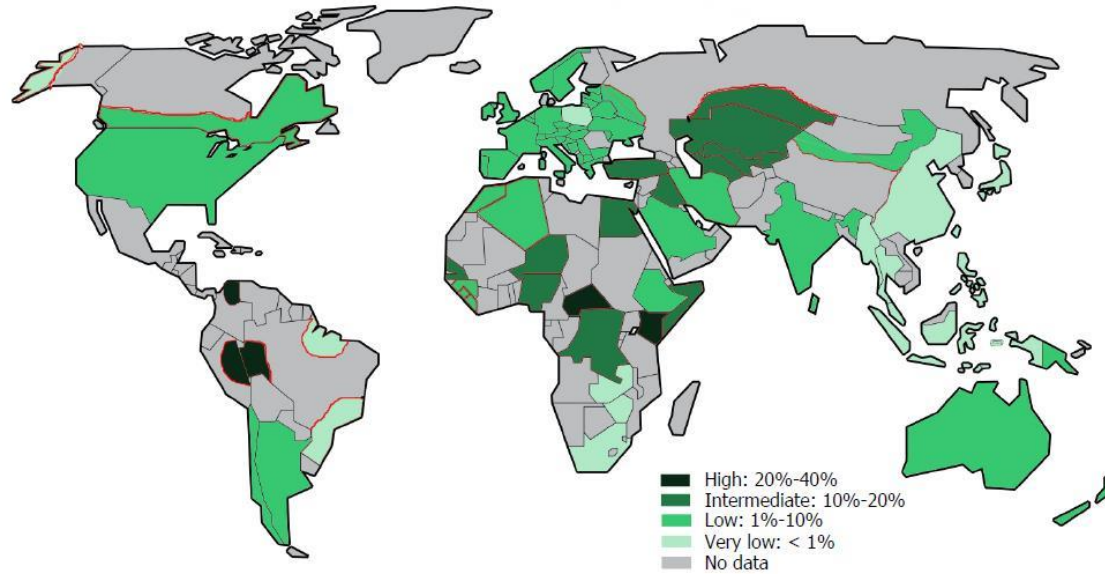 High: 20%-40%
Intermediate: 10%-20%
Low: 1%-10%
Very low: < 1%
No data